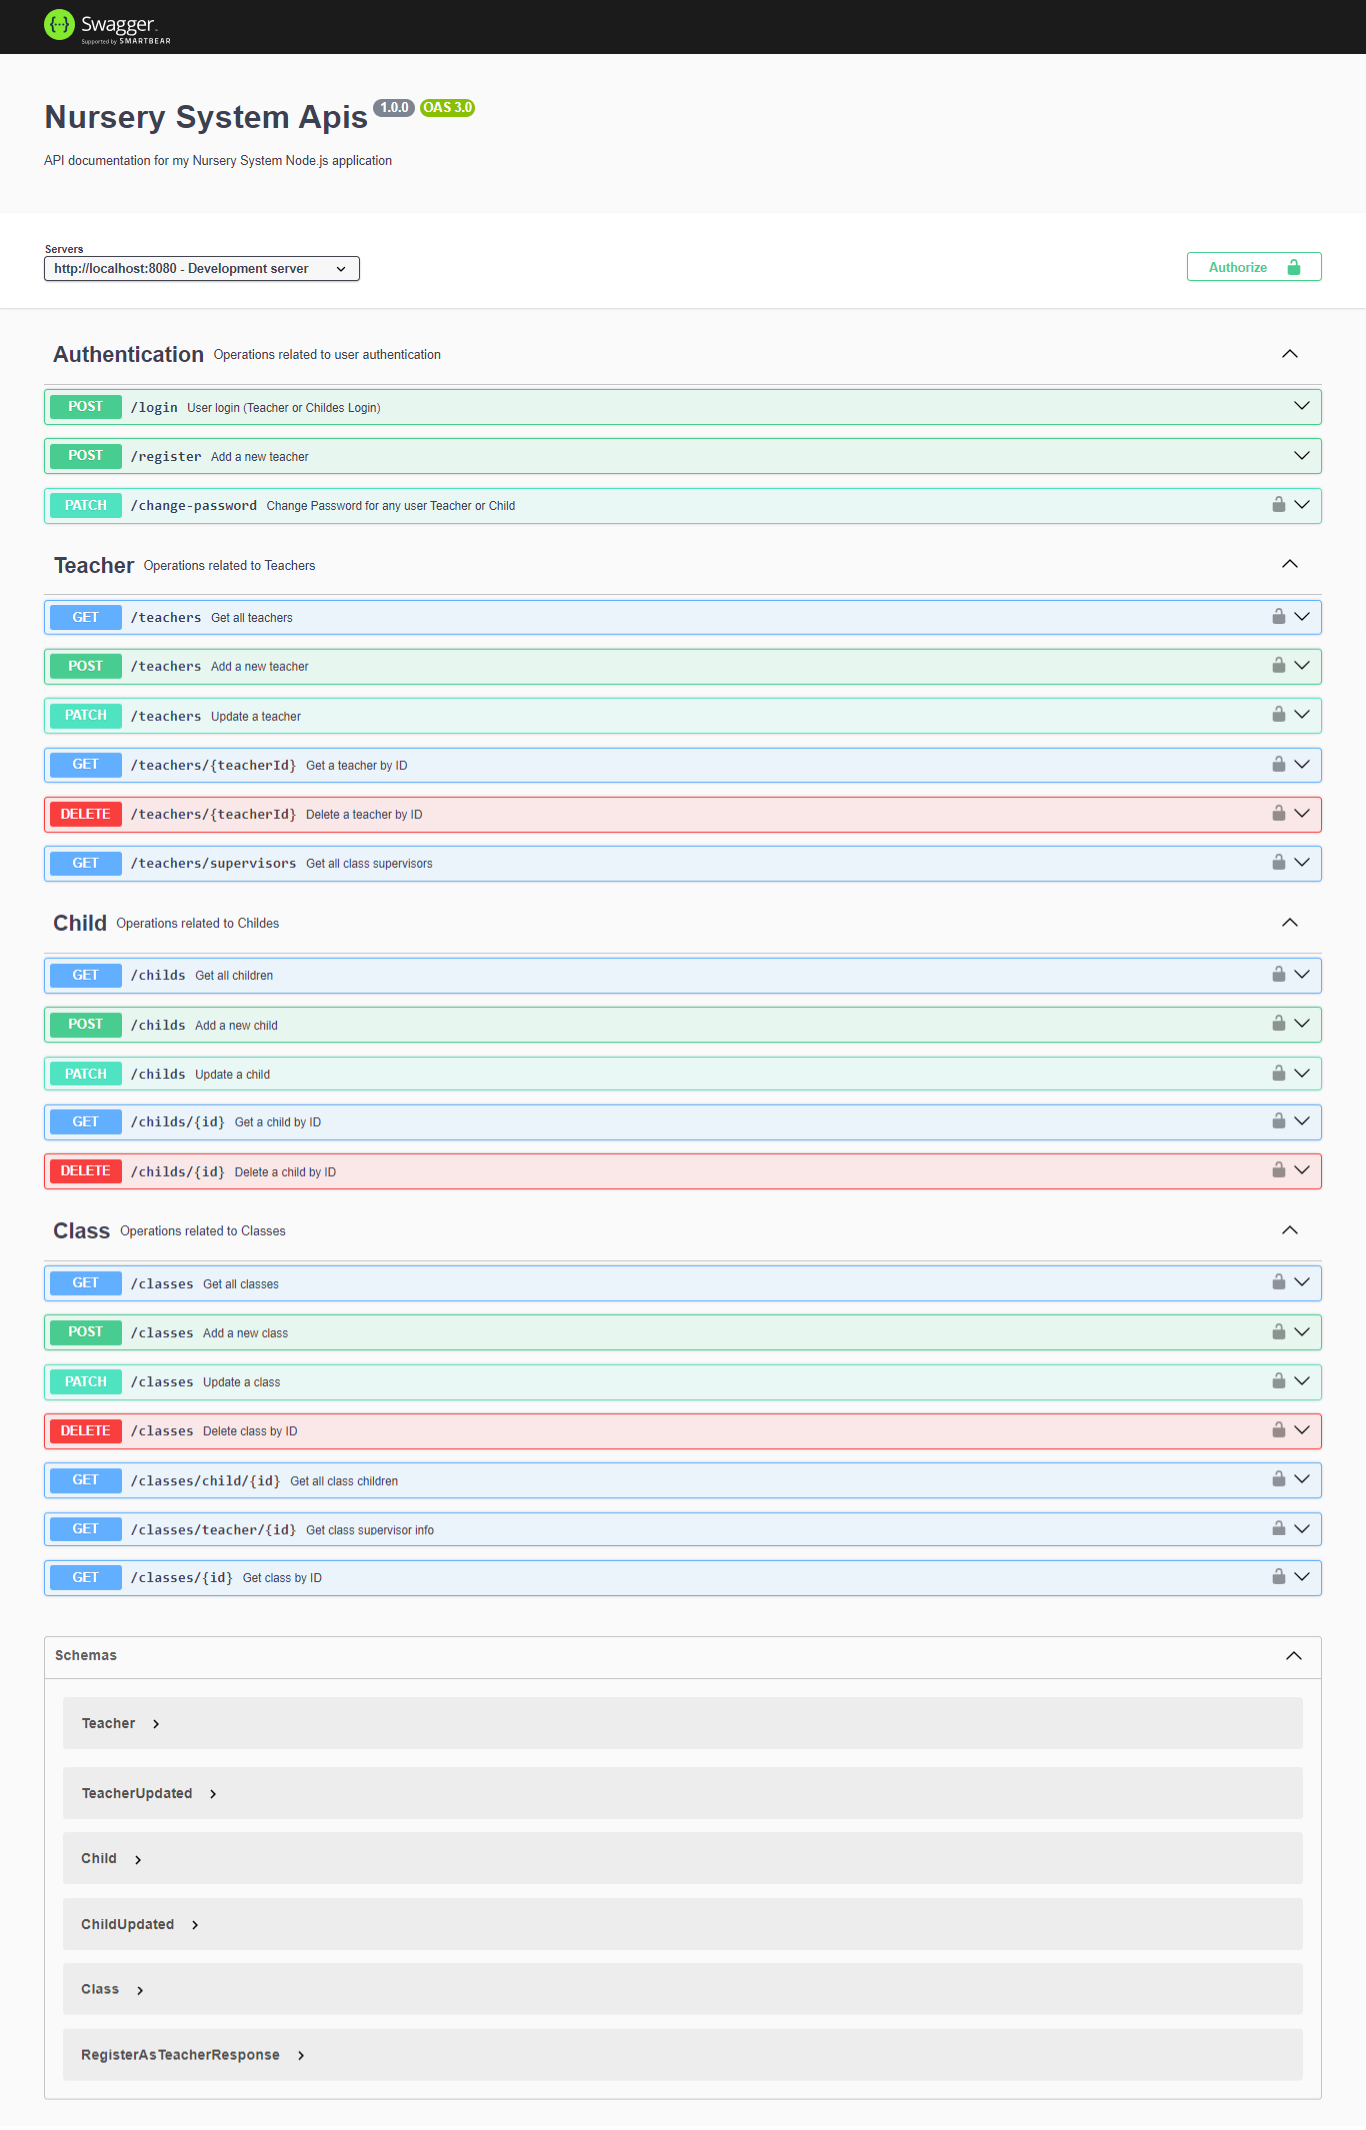 Swagger.
Supported by SMARTBEAR
Nursery System Apis 1.0.0 OAS 3.0
API documentation for my Nursery System Node.js application
Servers
http://localhost:8080 - Development server
Authorize
Authentication Operations related to user authentication
POST /login User login (Teacher or Childes Login)
POST /register Add a new teacher
PATCH /change-password Change Password for any user Teacher or Child
Teacher Operations related to Teachers
GET /teachers Get all teachers
POST /teachers Add a new teacher
PATCH /teachers Update a teacher
GET /teachers/{teacherId} Get a teacher by ID
DELETE /teachers/{teacherId} Delete a teacher by ID
GET /teachers/supervisors Get all class supervisors
Child Operations related to Childes
GET /childs Get all children
POST /childs Add a new child
PATCH /childs Update a child
GET /childs/{id} Get a child by ID
DELETE /childs/{id} Delete a child by ID
Class Operations related to Classes
GET /classes Get all classes
POST /classes Add a new class
PATCH /classes Update a class
DELETE /classes Delete class by ID
GET /classes/child/{id} Get all class children
GET /classes/teacher/{id} Get class supervisor info
GET /classes/{id} Get class by ID
Schemas
Teacher
TeacherUpdated
Child
ChildUpdated
Class
RegisterAsTeacherResponse